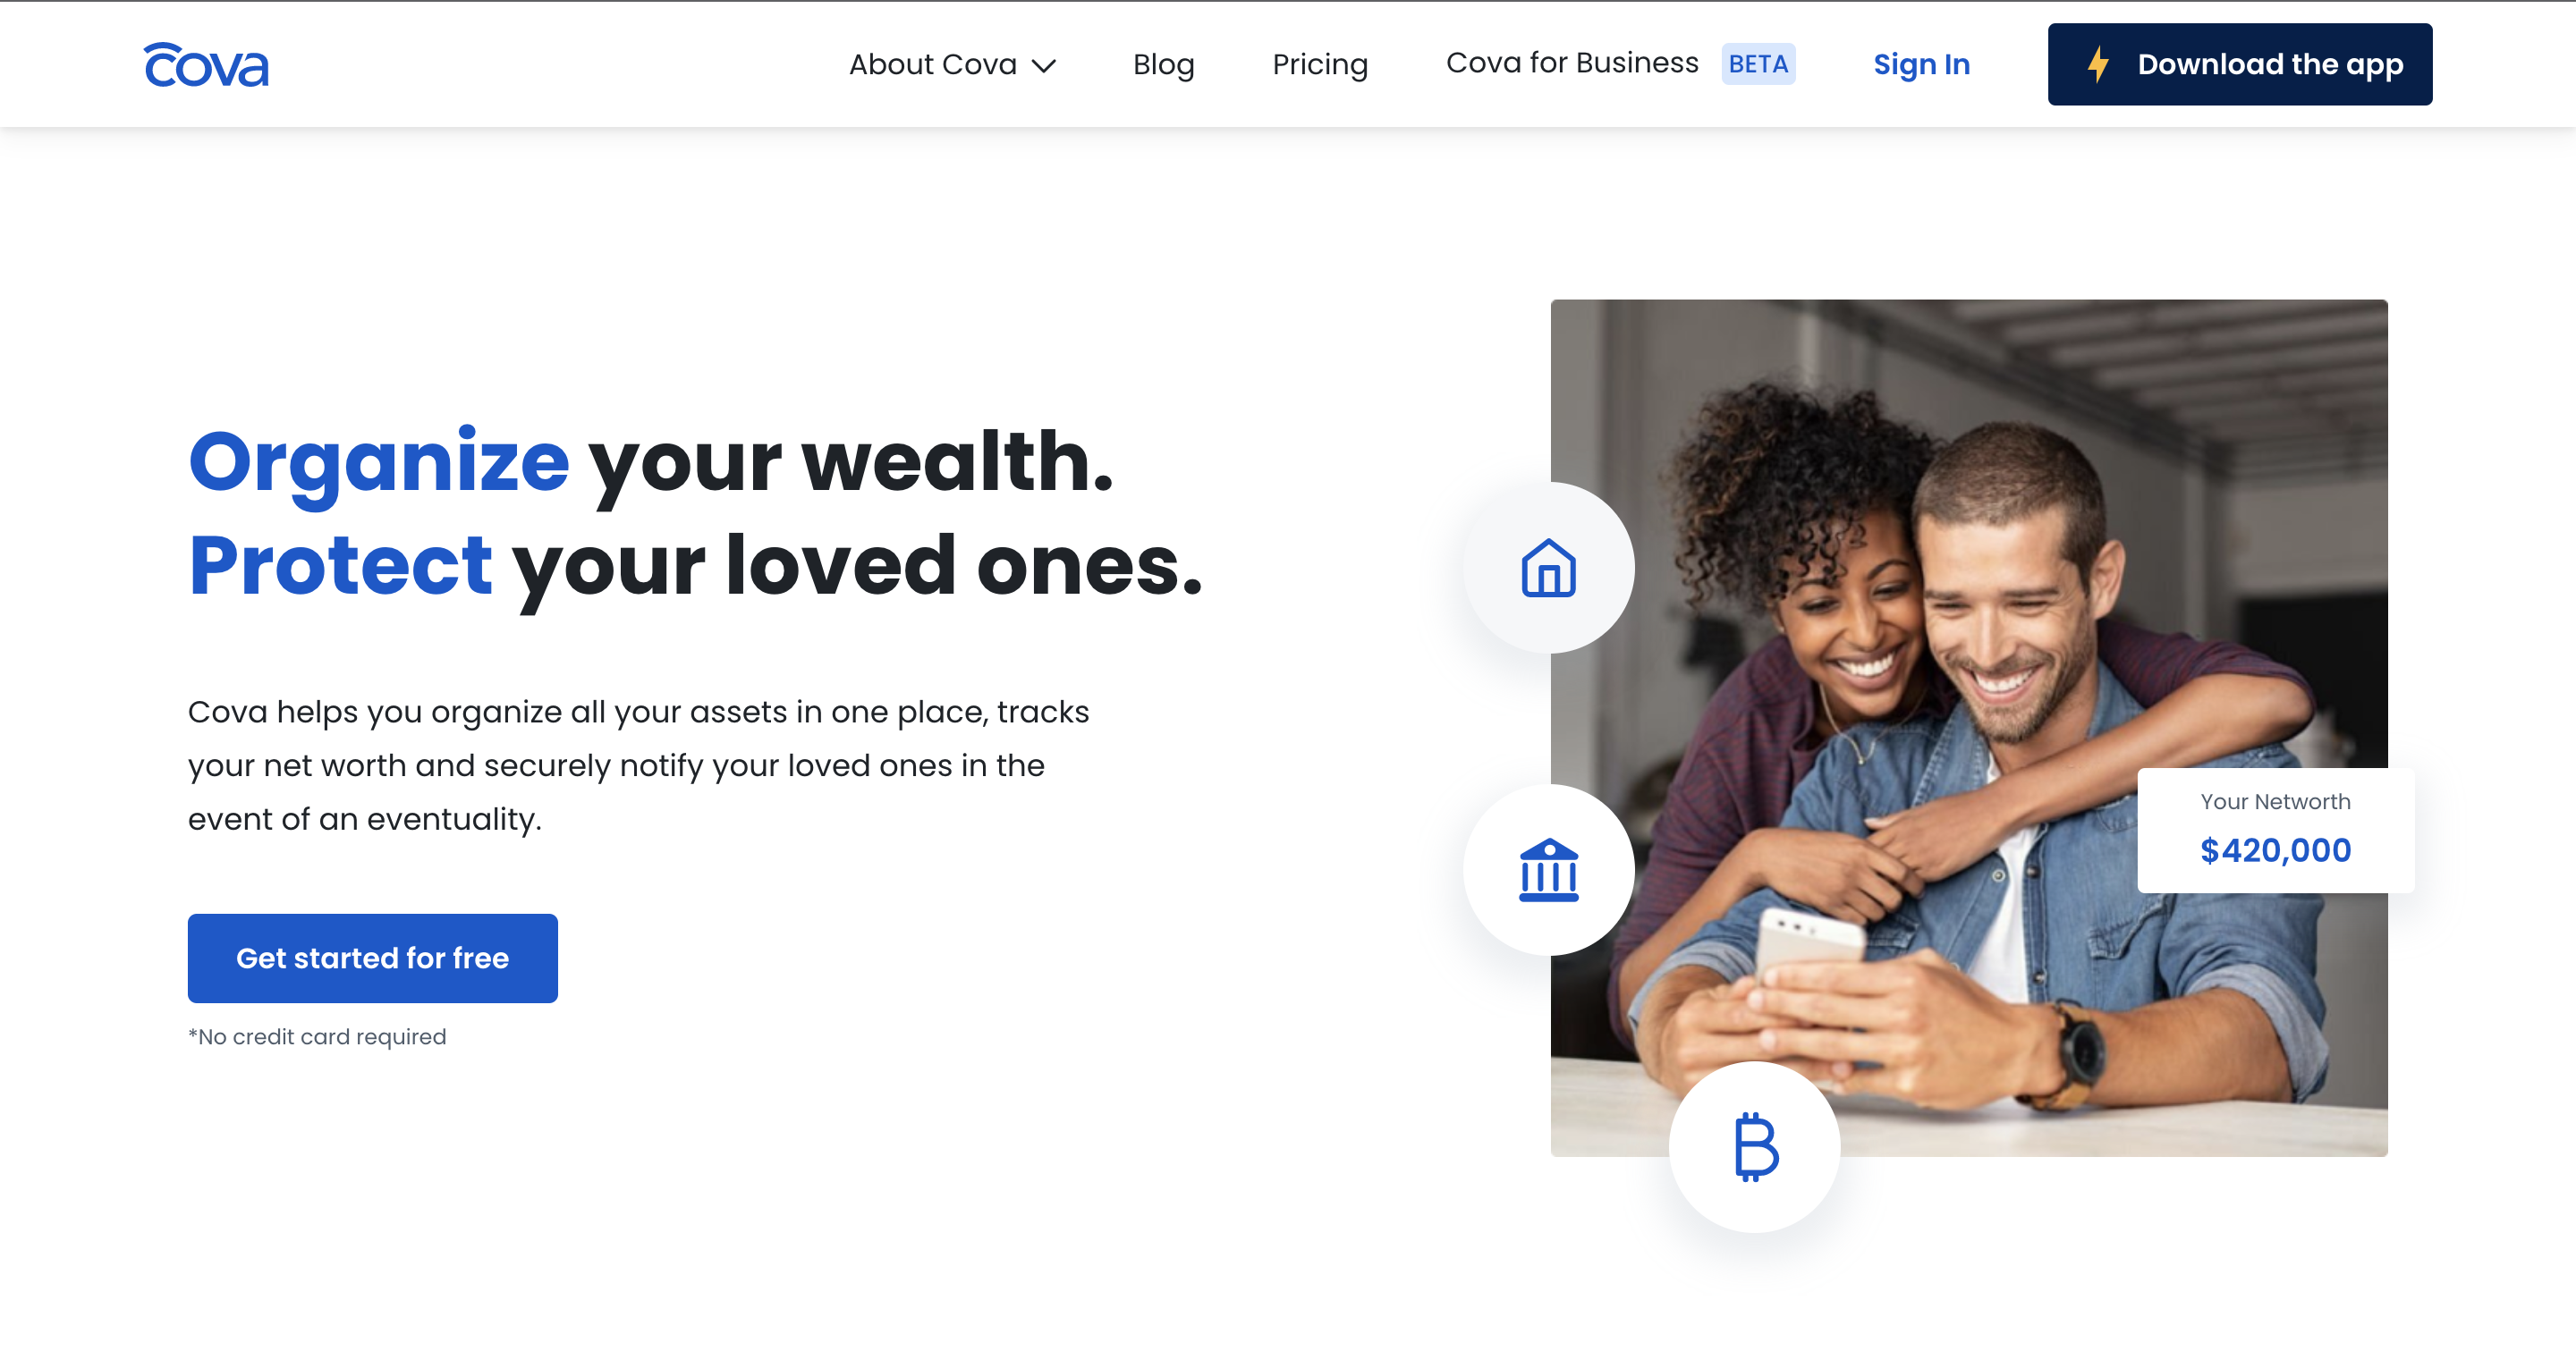 cova
About Cova
Blog
Pricing
Cova for Business
BETA
Sign In
Download the app
Organize your wealth.
Protect your loved ones.
Cova helps you organize all your assets in one place, tracks
your net worth and securely notify your loved ones in the
event of an eventuality.
Get started for free
*No credit card required
Your Networth
$420,000